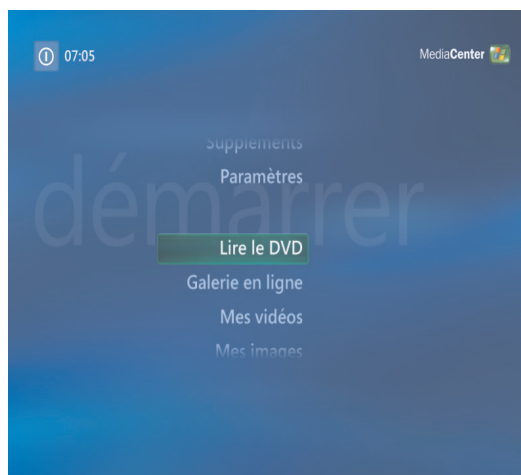 07:05
MediaCenter
démarrer
Suppléments
Paramètres
Lire le DVD
Galerie en ligne
Mes vidéos
Mes images